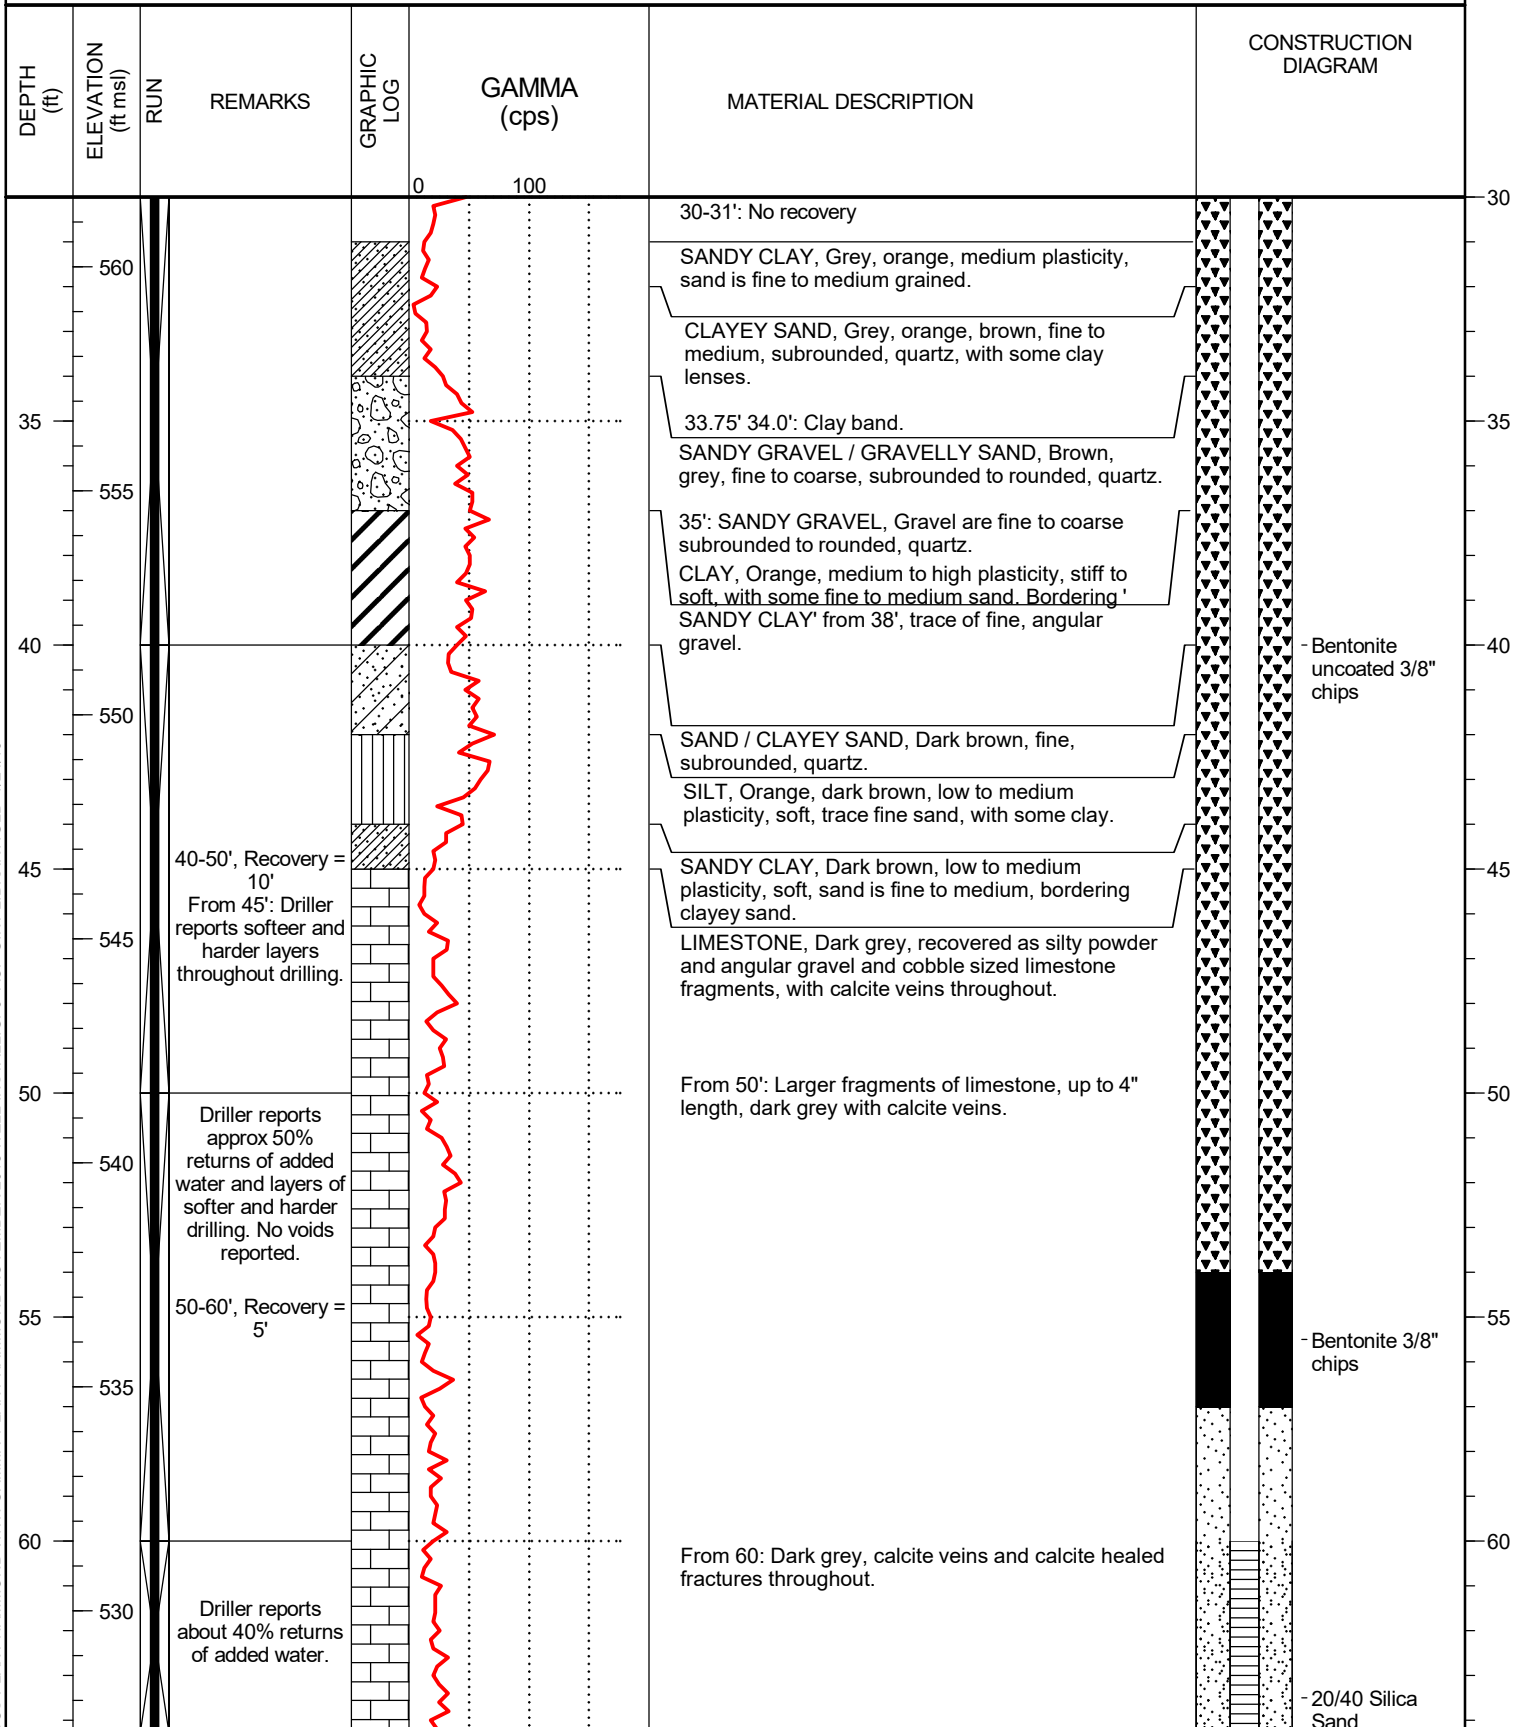 DEPTH
(ft)
ELEVATION
(ft msl)
RUN
REMARKS
GRAPHIC
LOG
GAMMA
(cps)
0 100
MATERIAL DESCRIPTION
CONSTRUCTION
DIAGRAM
30
30-31': No recovery
560
SANDY CLAY, Grey, orange, medium plasticity,
sand is fine to medium grained.
CLAYEY SAND, Grey, orange, brown, fine to
medium, subrounded, quartz, with some clay
lenses.
33.75' 34.0': Clay band.
35
35
SANDY GRAVEL / GRAVELLY SAND, Brown,
grey, fine to coarse, subrounded to rounded, quartz.
555
35': SANDY GRAVEL, Gravel are fine to coarse
subrounded to rounded, quartz.
CLAY, Orange, medium to high plasticity, stiff to
soft, with some fine to medium sand. Bordering '
SANDY CLAY' from 38', trace of fine, angular
gravel.
40
40
Bentonite
uncoated 3/8"
chips
550
SAND / CLAYEY SAND, Dark brown, fine,
subrounded, quartz.
SILT, Orange, dark brown, low to medium
plasticity, soft, trace fine sand, with some clay.
40-50', Recovery =
10'
From 45': Driller
reports softeer and
harder layers
throughout drilling.
45
45
SANDY CLAY, Dark brown, low to medium
plasticity, soft, sand is fine to medium, bordering
clayey sand.
545
LIMESTONE, Dark grey, recovered as silty powder
and angular gravel and cobble sized limestone
fragments, with calcite veins throughout.
50
50
From 50': Larger fragments of limestone, up to 4"
length, dark grey with calcite veins.
Driller reports
approx 50%
returns of added
water and layers of
softer and harder
drilling. No voids
reported.
540
50-60', Recovery =
5'
55
55
Bentonite 3/8"
chips
535
60
60
From 60: Dark grey, calcite veins and calcite healed
fractures throughout.
530
Driller reports
about 40% returns
of added water.
20/40 Silica
Sand